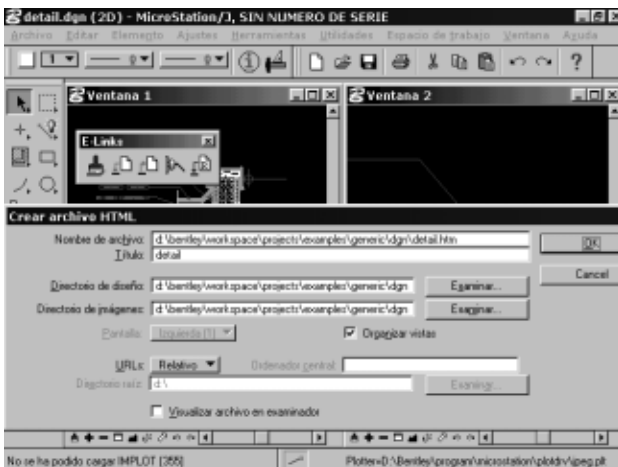 detail.dgn (2D) - MicroStation/J, SIN NUMERO DE SERIE
Archivo Editar Elemento Ajustes Herramientas Utilidades Espacio de trabajo Ventana Ayuda
1 0 0
Ventana 1 Ventana 2
E-Links
Crear archivo HTML
Nombre de archivo: d:\bentley\workspace\projects\examples\generic\dgn\detail.htm OK
Título: detail
Cancel
Directorio de diseño: d:\bentley\workspace\projects\examples\generic\dgn Examinar...
Directorio de imágenes: d:\bentley\workspace\projects\examples\generic\dgn Examinar...
Pantalla: Izquierda (1) Organizar vistas
URLs: Relativo Ordenador central:
Directorio raíz: d:\ Examinar...
Visualizar archivo en examinador
No se ha podido cargar IMPLOT [355] Plotter=D:\Bentley\program\microstation\plotdrv\jpeg.plt